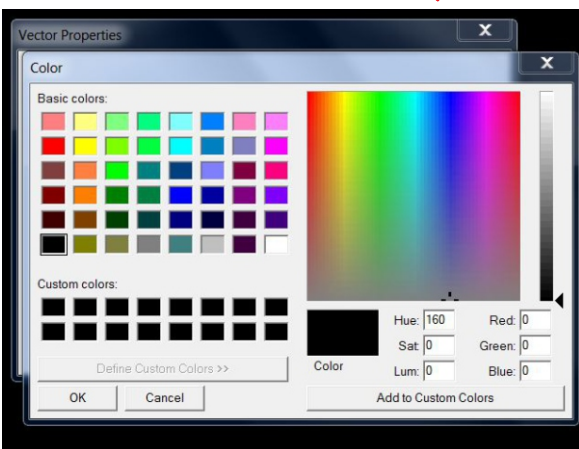 Vector Properties
X
Color
X
Basic colors:
Custom colors:
Define Custom Colors >>
OK
Cancel
Color
Hue: 160
Red: 0
Sat: 0
Green: 0
Lum: 0
Blue: 0
Add to Custom Colors